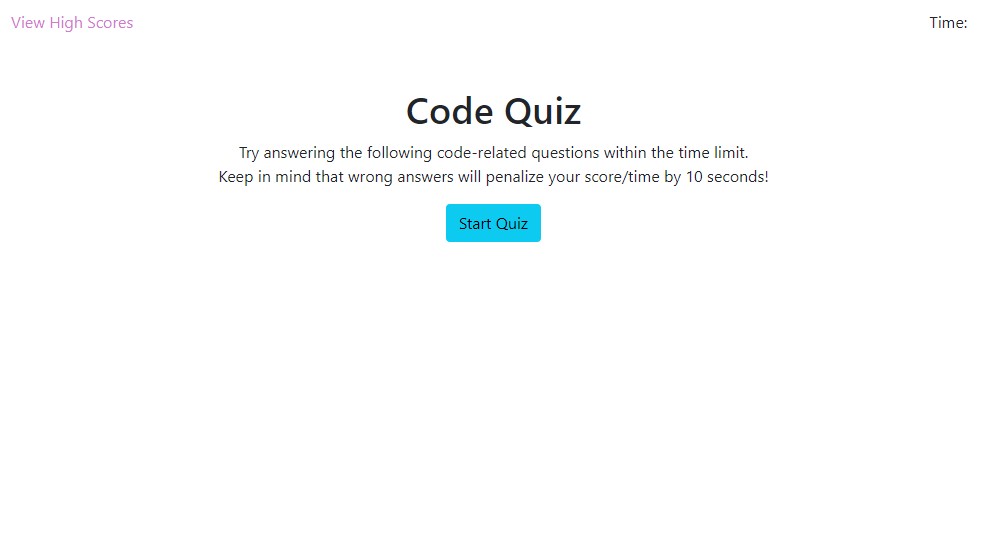 View High Scores
Time:
Code Quiz
Try answering the following code-related questions within the time limit.
Keep in mind that wrong answers will penalize your score/time by 10 seconds!
Start Quiz